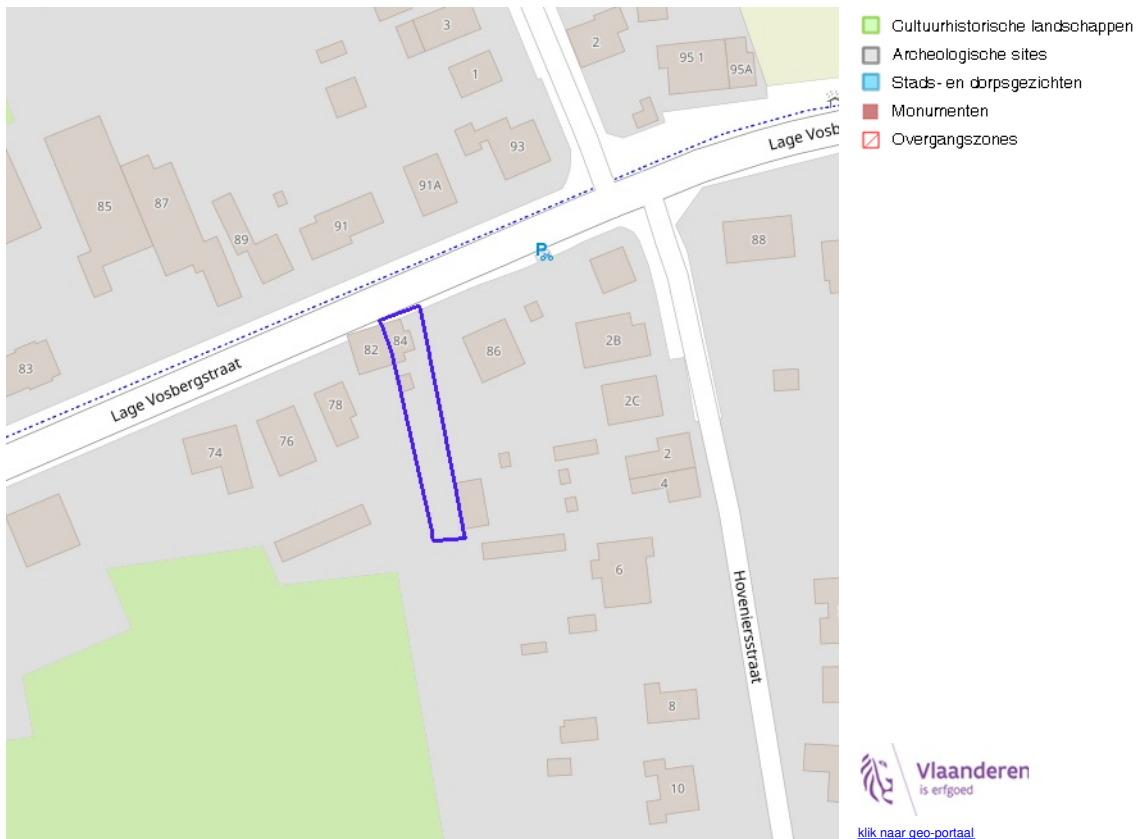 3
2
95 1
95A
1
93
Lage Vosb
91A
85
87
89
91
88
P
83
82
84
86
2B
Lage Vosbergstraat
78
2C
74
76
2
4
6
Hoveniersstraat
8
10
Cultuurhistorische landschappen
Archeologische sites
Stads- en dorpsgezichten
Monumenten
Overgangszones
Vlaanderen
is erfgoed
klik naar geo-portaal